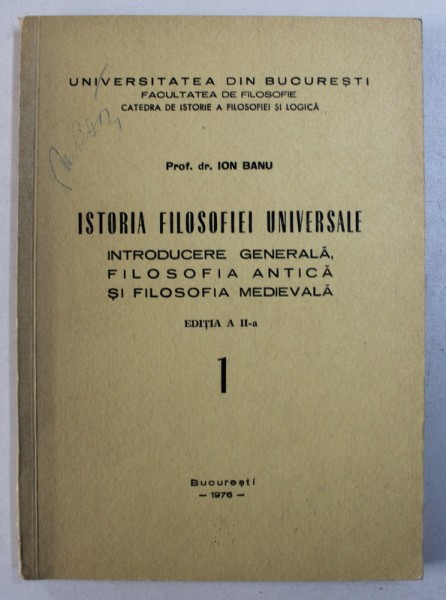 UNIVERSITATEA DIN BUCUREȘTI
FACULTATEA DE FILOSOFIE
CATEDRA DE ISTORIE A FILOSOFIEI ȘI LOGICĂ
Prof. dr. ION BANU
ISTORIA FILOSOFIEI UNIVERSALE
INTRODUCERE GENERALĂ,
FILOSOFIA ANTICĂ
ȘI FILOSOFIA MEDIEVALĂ
EDIȚIA A II-a
1
București
— 1976 —